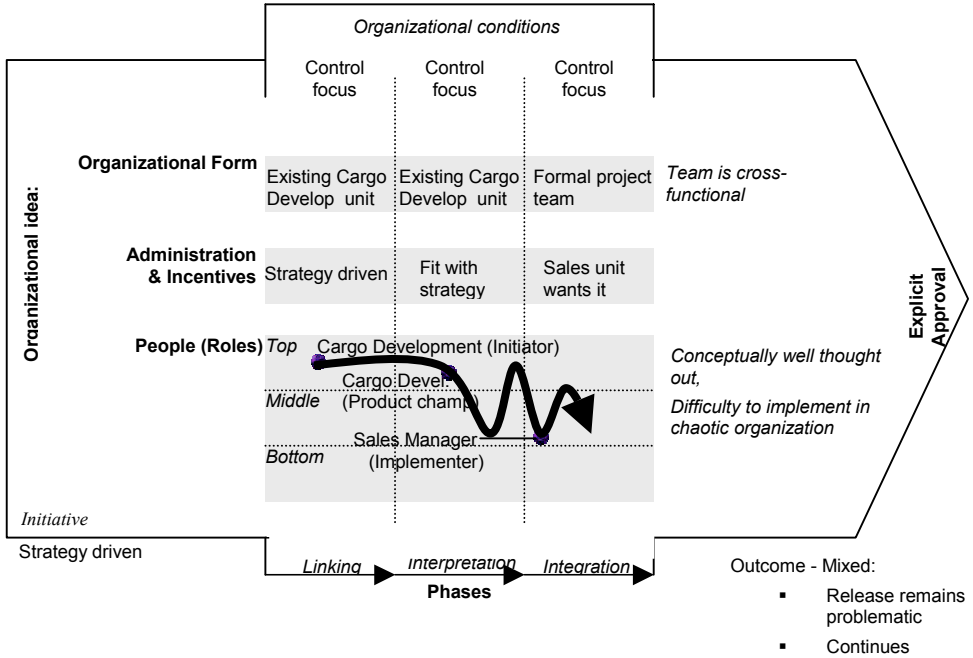 Organizational conditions
Control
focus
Control
focus
Control
focus
Organizational idea:
Organizational Form
Existing Cargo
Develop unit
Existing Cargo
Develop unit
Formal project
team
Team is cross-
functional
Administration
& Incentives
Strategy driven
Fit with
strategy
Sales unit
wants it
Explicit
Approval
People (Roles)
Top
Cargo Development (Initiator)
Cargo Devel
(Product champ)
Middle
Sales Manager
(Implementer)
Bottom
Conceptually well thought
out,
Difficulty to implement in
chaotic organization
Initiative
Strategy driven
Linking
Interpretation
Integration
Phases
Outcome - Mixed:
▪ Release remains
problematic
▪ Continues